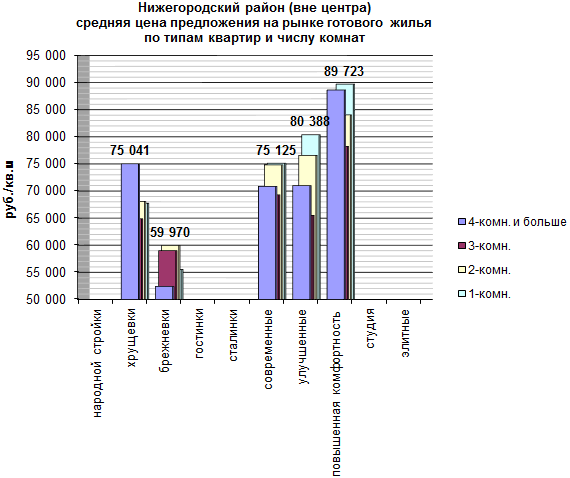 Нижегородский район (вне центра)
средняя цена предложения на рынке готового жилья
по типам квартир и числу комнат
руб./кв.м
95 000
90 000
85 000
80 000
75 000
70 000
65 000
60 000
55 000
50 000
75 041
59 970
75 125
80 388
89 723
народной стройки
хрущевки
брежневки
гостинки
сталинки
современные
улучшенные
повышенная комфортность
студия
элитные
4-комн. и больше
3-комн.
2-комн.
1-комн.